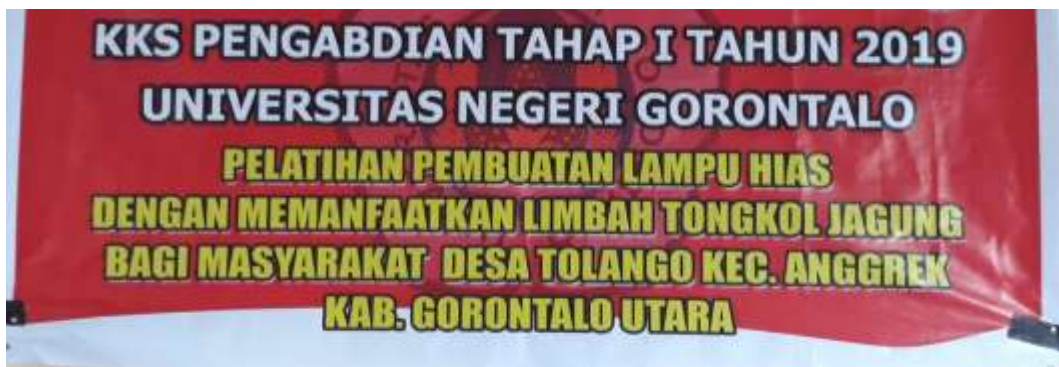 KKS PENGABDIAN TAHAP I TAHUN 2019
UNIVERSITAS NEGERI GORONTALO
PELATIHAN PEMBUATAN LAMPU HIAS
DENGAN MEMANFAATKAN LIMBAH TONGKOL JAGUNG
BAGI MASYARAKAT DESA TOLANGO KEC. ANGGREK
KAB. GORONTALO UTARA